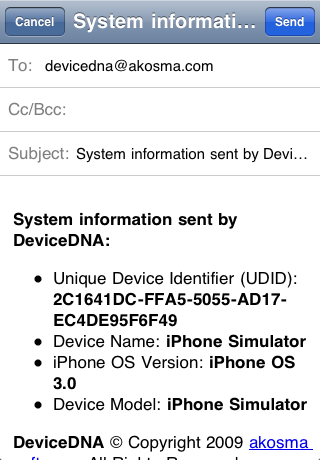 Cancel System informati... Send
To: devicedna@akosma.com
Cc/Bcc:
Subject: System information sent by Devi...
System information sent by
DeviceDNA:
• Unique Device Identifier (UDID):
2C1641DC-FFA5-5055-AD17-
EC4DE95F6F49
• Device Name: iPhone Simulator
• iPhone OS Version: iPhone OS
3.0
• Device Model: iPhone Simulator
DeviceDNA © Copyright 2009 akosma